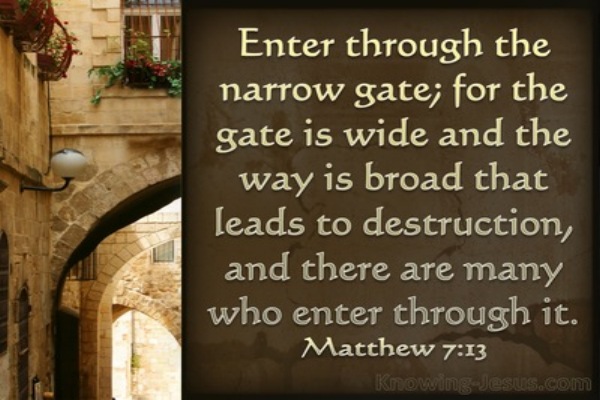 Enter through the
narrow gate; for the
gate is wide and the
way is broad that
leads to destruction,
and there are many
who enter through it.
Matthew 7:13
Knowing-Jesus.com